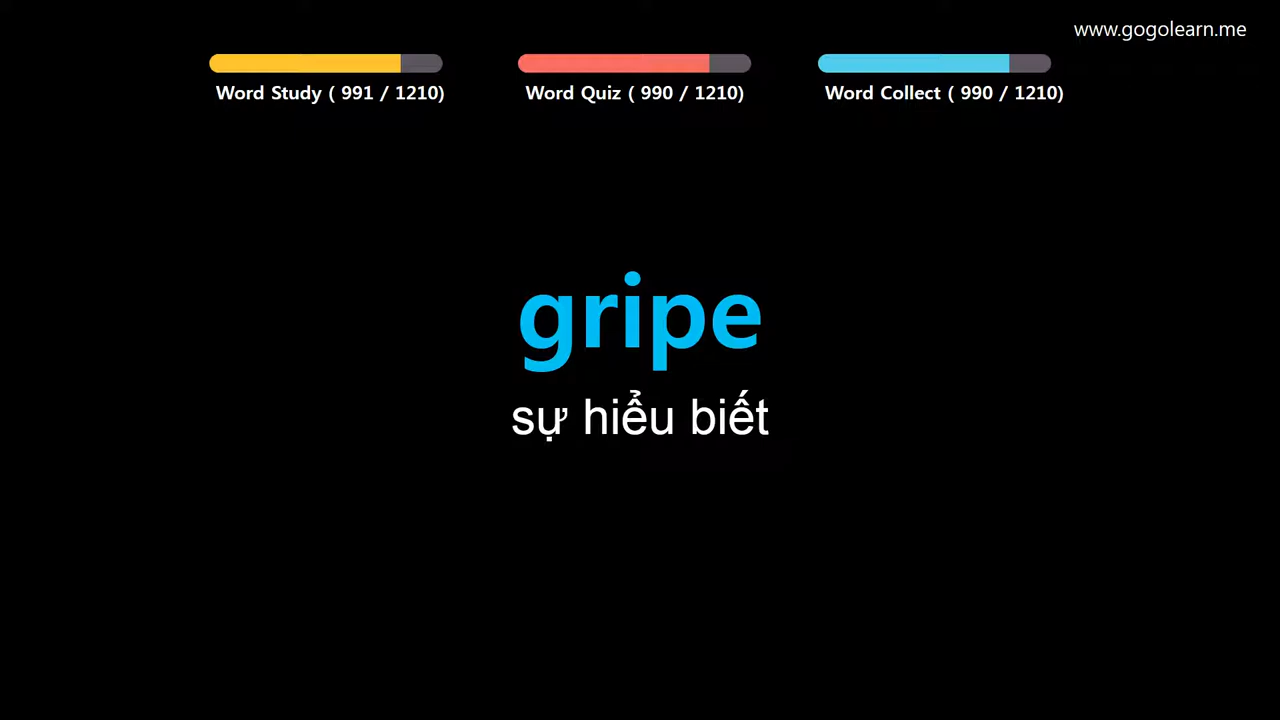 www.gogolearn.me
Word Study ( 991 / 1210)
Word Quiz ( 990 / 1210)
Word Collect ( 990 / 1210)
gripe
sự hiểu biết